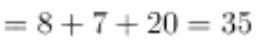 = 8 + 7 + 20 = 35